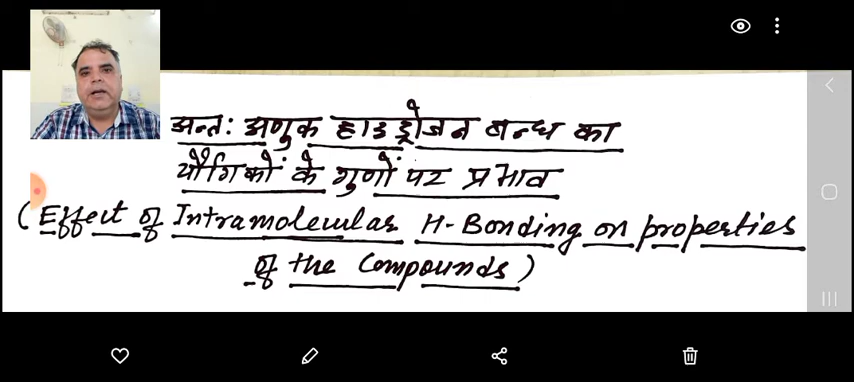 अन्तः अणुक हाइड्रोजन बन्ध का
यौगिकों के गुणों पर प्रभाव
(Effect of Intramolecular H-Bonding on properties
of the Compounds)